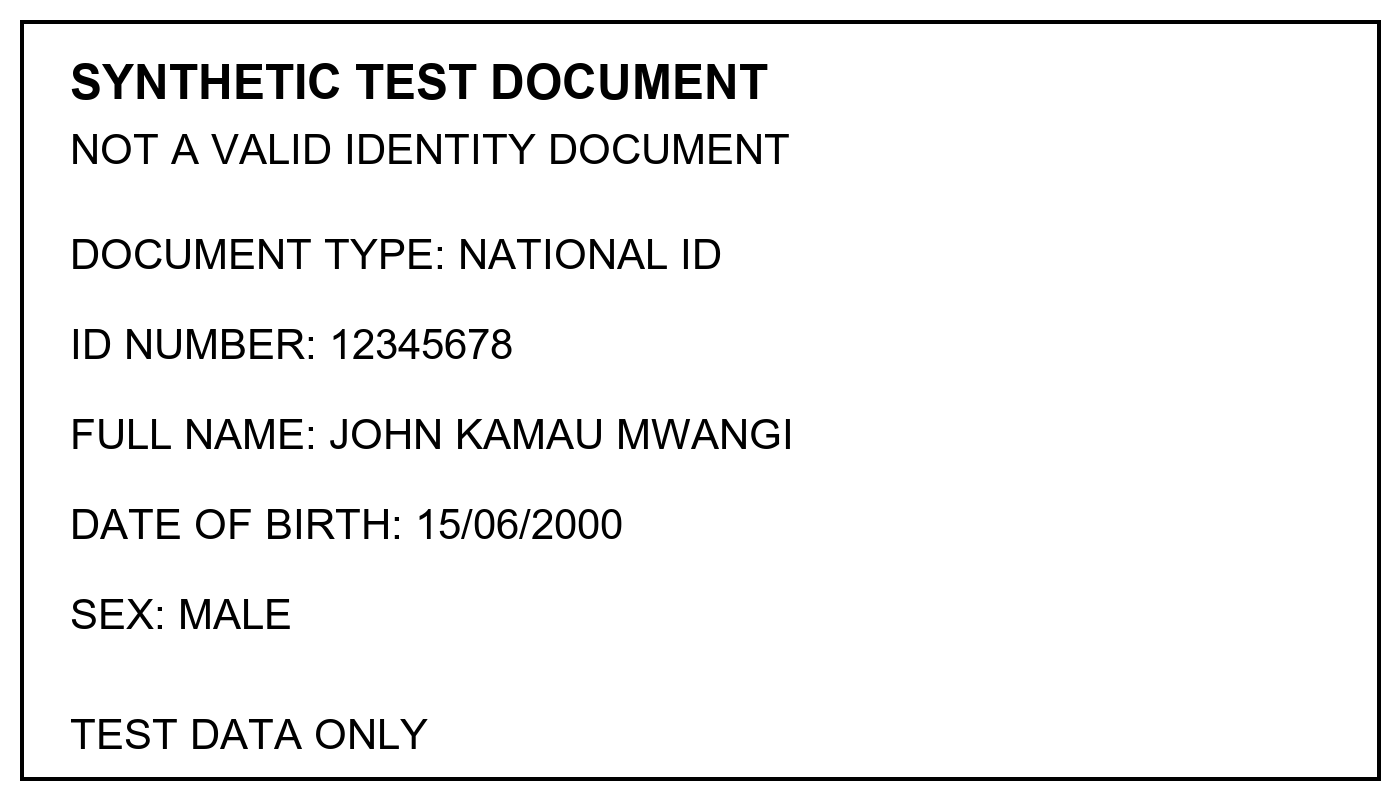 SYNTHETIC TEST DOCUMENT
NOT A VALID IDENTITY DOCUMENT
DOCUMENT TYPE: NATIONAL ID
ID NUMBER: 12345678
FULL NAME: JOHN KAMAU MWANGI
DATE OF BIRTH: 15/06/2000
SEX: MALE
TEST DATA ONLY